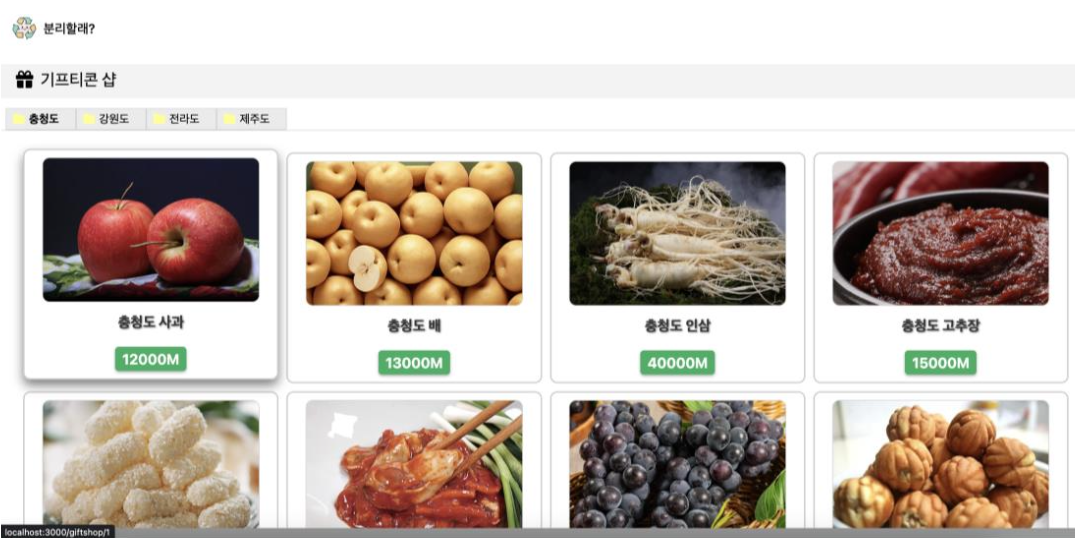 분리할래?
기프티콘 샵
충청도 강원도 전라도 제주도
충청도 사과 충청도 배 충청도 인삼 충청도 고추장
12000M 13000M 40000M 15000M
localhost:3000/giftshop/1